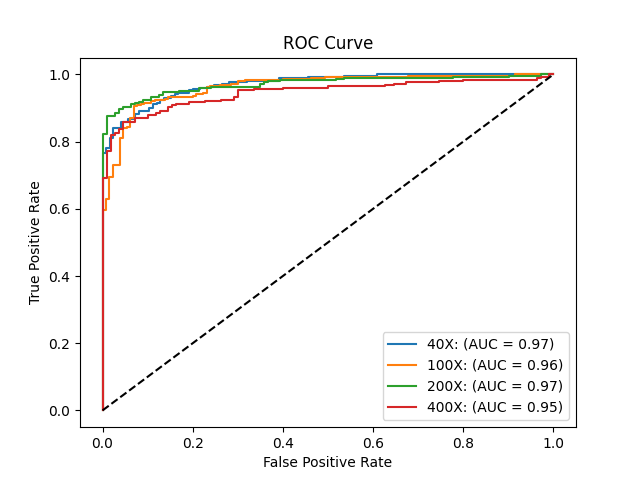 ROC Curve
True Positive Rate
1.0
0.8
0.6
0.4
0.2
0.0
0.0 0.2 0.4 0.6 0.8 1.0
False Positive Rate
40X: (AUC = 0.97)
100X: (AUC = 0.96)
200X: (AUC = 0.97)
400X: (AUC = 0.95)